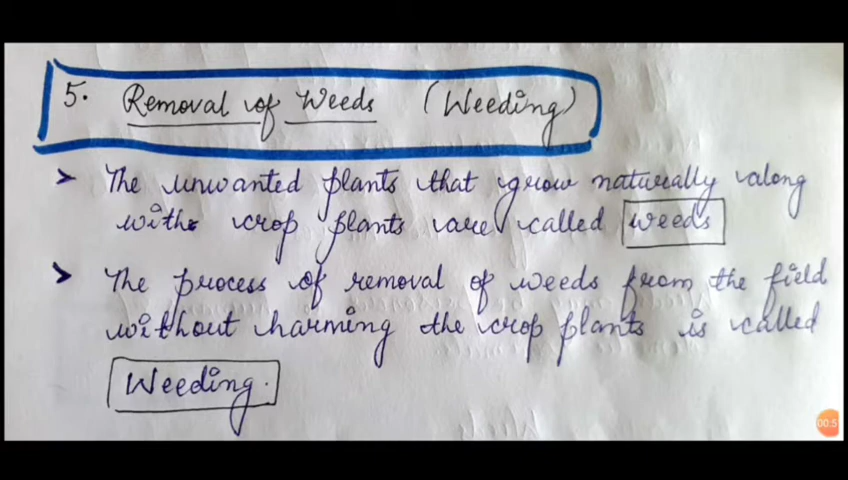 5. Removal of Weeds (Weeding)
➤ The unwanted plants that grow naturally along
with crop plants are called weeds
➤ The process of removal of weeds from the field
without harming the crop plants is called
Weeding.
00:5